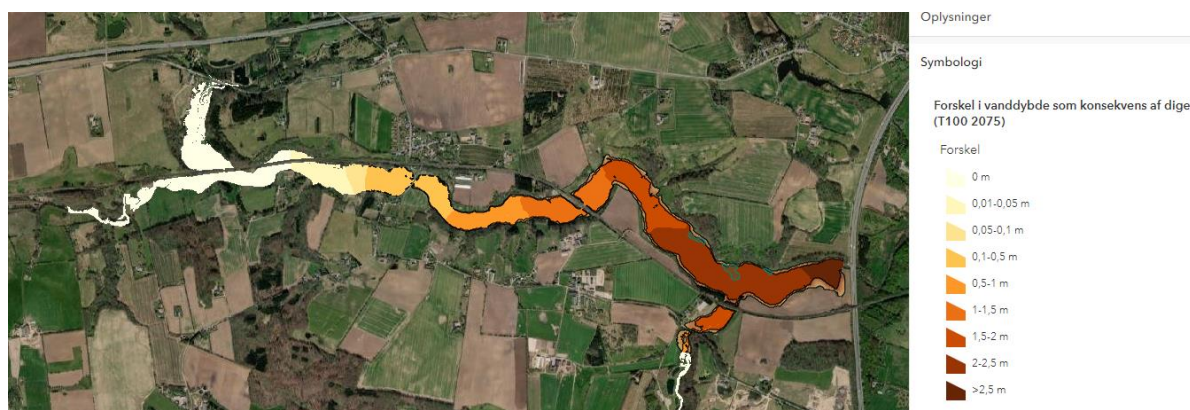 Oplysninger
Symbologi
Forskel i vanddybde som konsekvens af dige
(T100 2075)
Forskel
0 m
0,01-0,05 m
0,05-0,1 m
0,1-0,5 m
0,5-1 m
1-1,5 m
1,5-2 m
2-2,5 m
>2,5 m